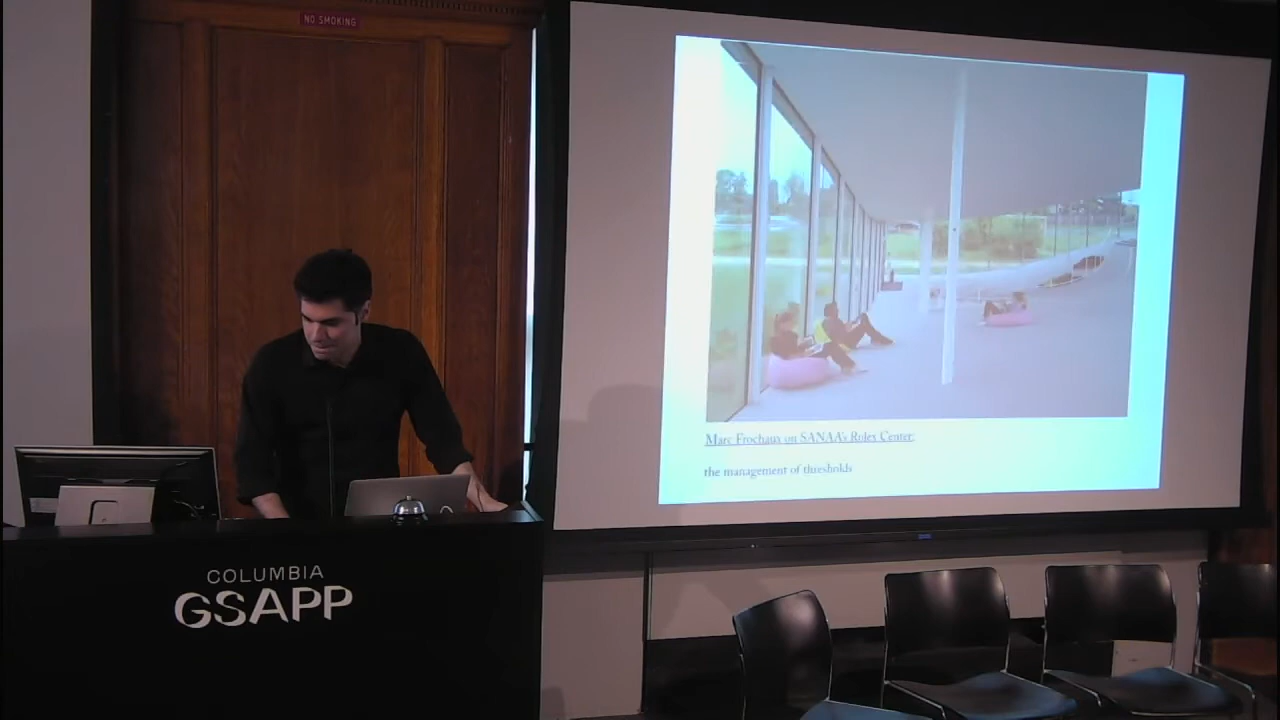 NO SMOKING
Marc Frochaux on SANAA's Rolex Center:
the management of thresholds
COLUMBIA
GSAPP